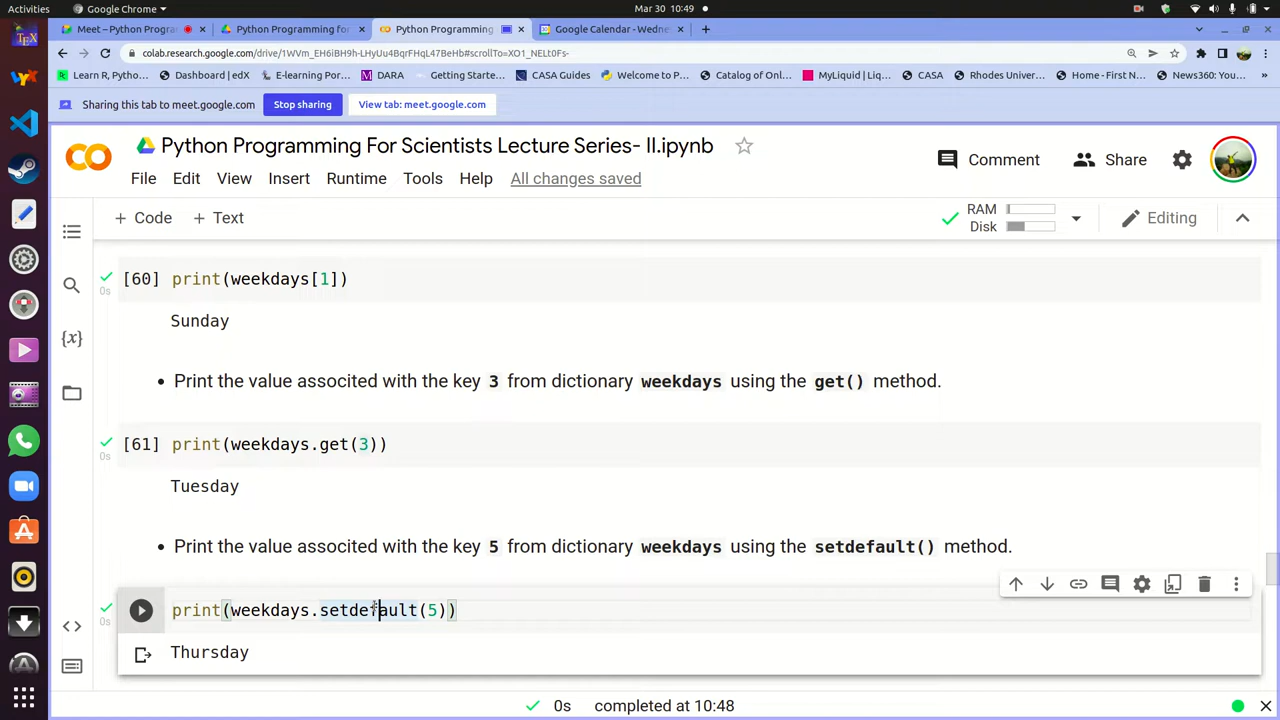 Activities
Mar 30 10:49
Meet – Python Progra
Python Programming fo
Python Programming
Google Calendar - Wedne
colab.research.google.com/drive/1WVm_EH6iBH9h-LHyUu4BqrFHqL47BeHb#scrollTo=XO1_NELt0Fs-
Learn R, Pytho...
Dashboard | edX
E-learning Por...
DARA
Getting Starte...
CASA Guides
Welcome to P...
Catalog of Onl...
MyLiquid | Liq...
CASA
Rhodes Univer...
Home - First N...
News360: You...
Sharing this tab to meet.google.com
Stop sharing
View tab: meet.google.com
Python Programming For Scientists Lecture Series- II.ipynb
Comment
Share
File Edit View Insert Runtime Tools Help All changes saved
+ Code + Text
RAM
Disk
Editing
[60] print(weekdays[1])
0s
Sunday
• Print the value associted with the key 3 from dictionary weekdays using the get() method.
[61] print(weekdays.get(3))
0s
Tuesday
• Print the value associted with the key 5 from dictionary weekdays using the setdefault() method.
print(weekdays.setdefault(5))
0s
Thursday
0s completed at 10:48